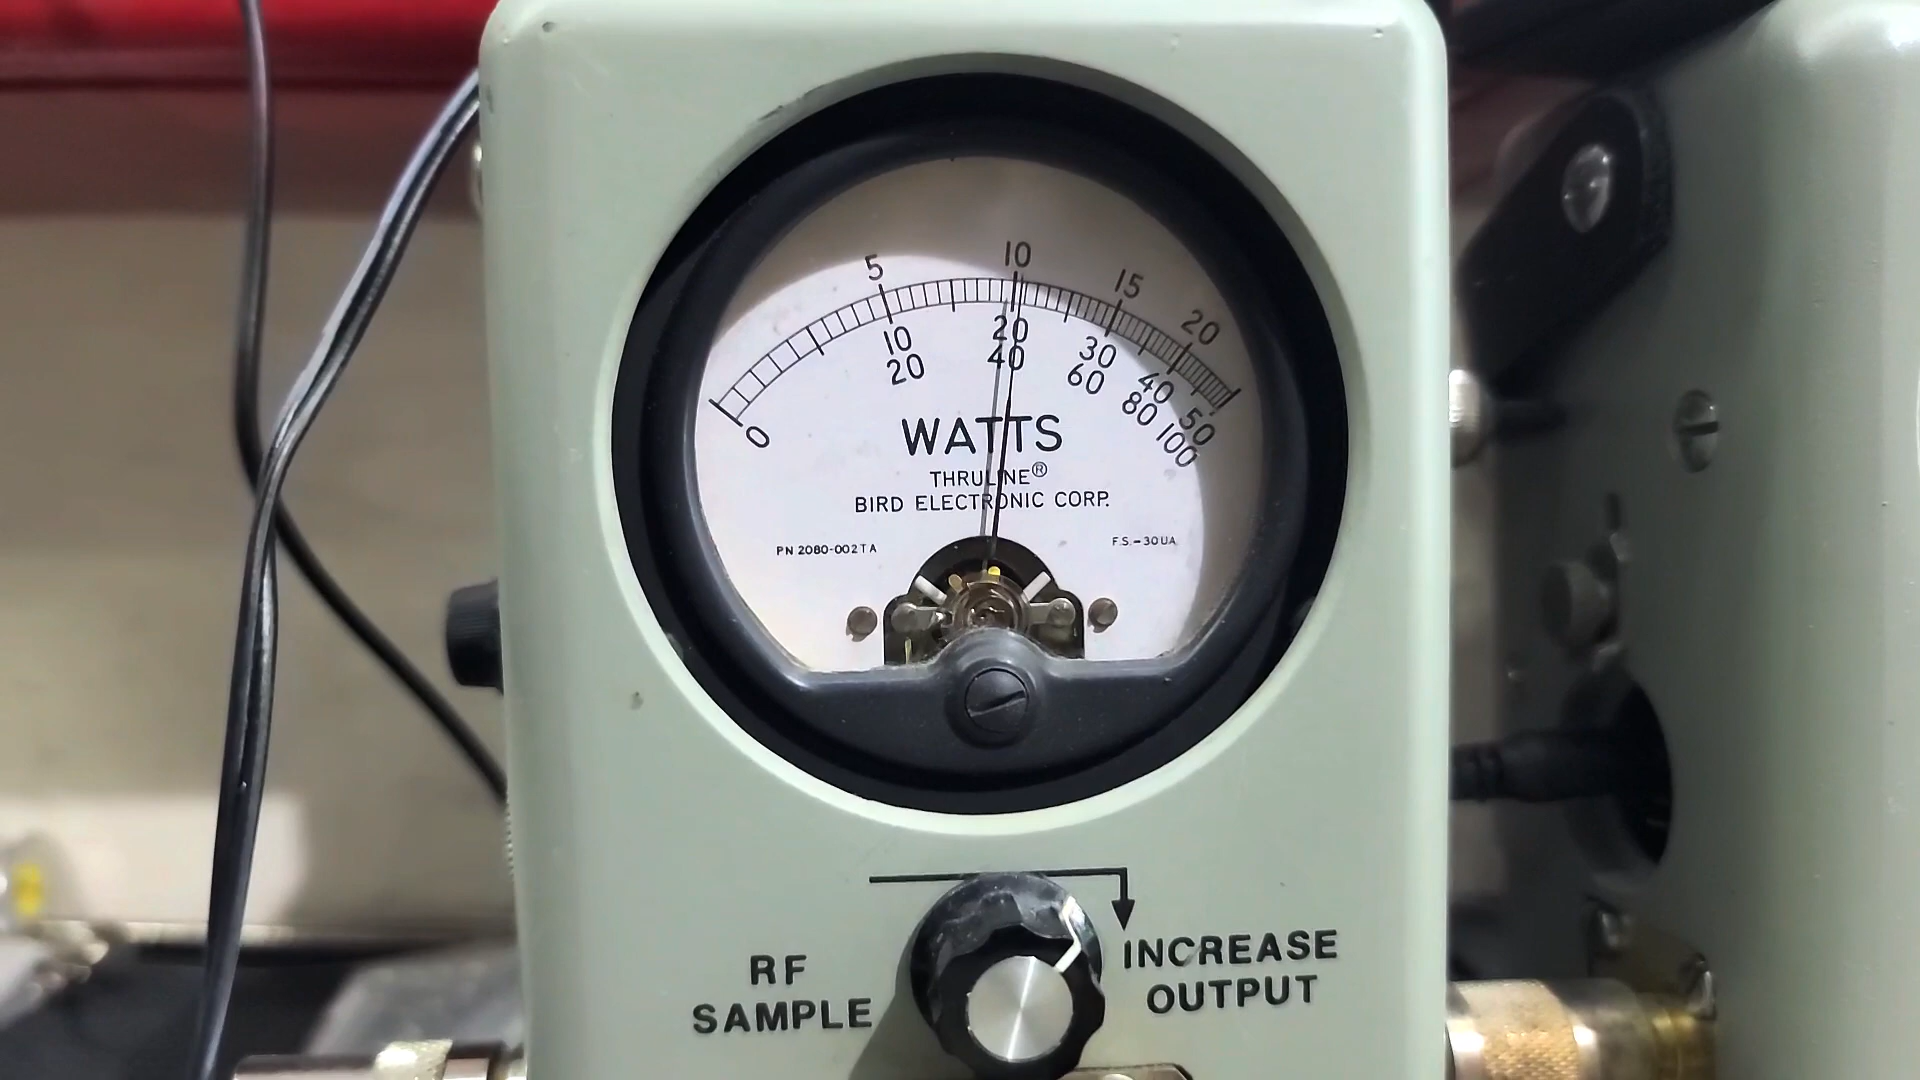 5 10 15 20
10 20 30 40 50
20 40 60 80 100
0
WATTS
THRULINE®
BIRD ELECTRONIC CORP.
PN 2080-002TA F.S.-30UA
RF
SAMPLE
INCREASE
OUTPUT